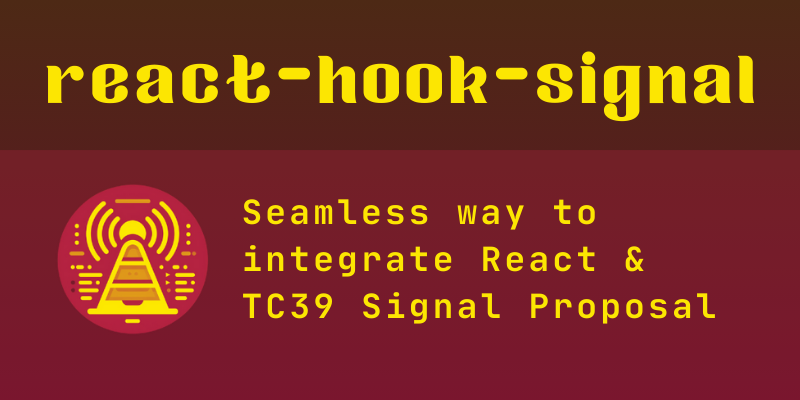 react-hook-signal
Seamless way to
integrate React &
TC39 Signal Proposal